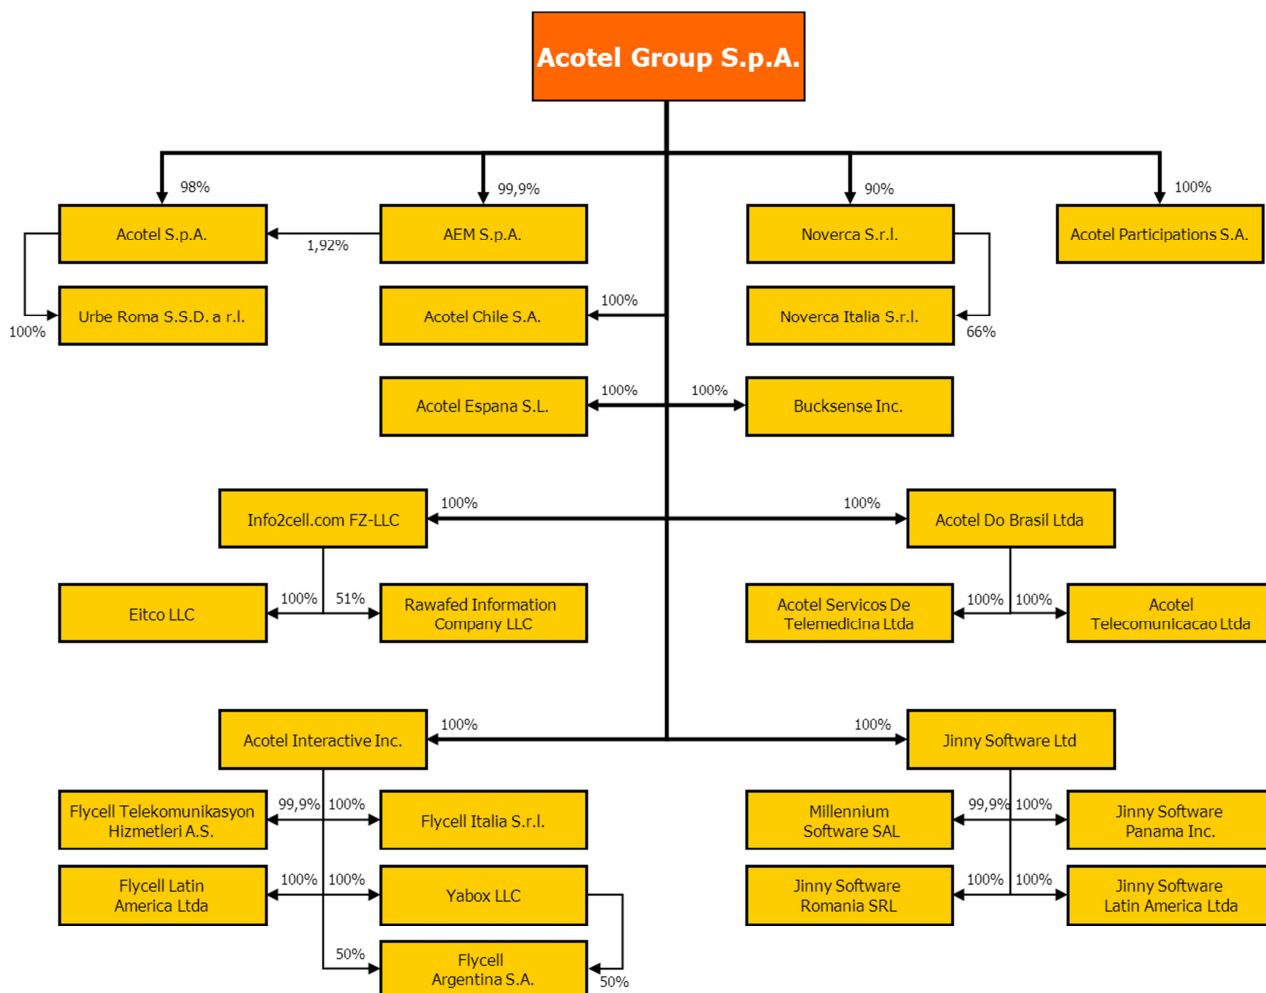 Acotel Group S.p.A.
98%
99,9%
90%
100%
Acotel S.p.A.
1,92%
AEM S.p.A.
Noverca S.r.l.
Acotel Participations S.A.
100%
Urbe Roma S.S.D. a r.l.
Acotel Chile S.A.
100%
Noverca Italia S.r.l.
66%
Acotel Espana S.L.
100%
100%
Bucksense Inc.
Info2cell.com FZ-LLC
100%
100%
Acotel Do Brasil Ltda
Eitco LLC
100%
51%
Rawafed Information
Company LLC
Acotel Servicos De
Telemedicina Ltda
100%
100%
Acotel
Telecomunicacao Ltda
Acotel Interactive Inc.
100%
100%
Jinny Software Ltd
Flycell Telekomunikasyon
Hizmetleri A.S.
99,9%
100%
Flycell Italia S.r.l.
Millennium
Software SAL
99,9%
100%
Jinny Software
Panama Inc.
Flycell Latin
America Ltda
100%
100%
Yabox LLC
Jinny Software
Romania SRL
100%
100%
Jinny Software
Latin America Ltda
50%
Flycell
Argentina S.A.
50%